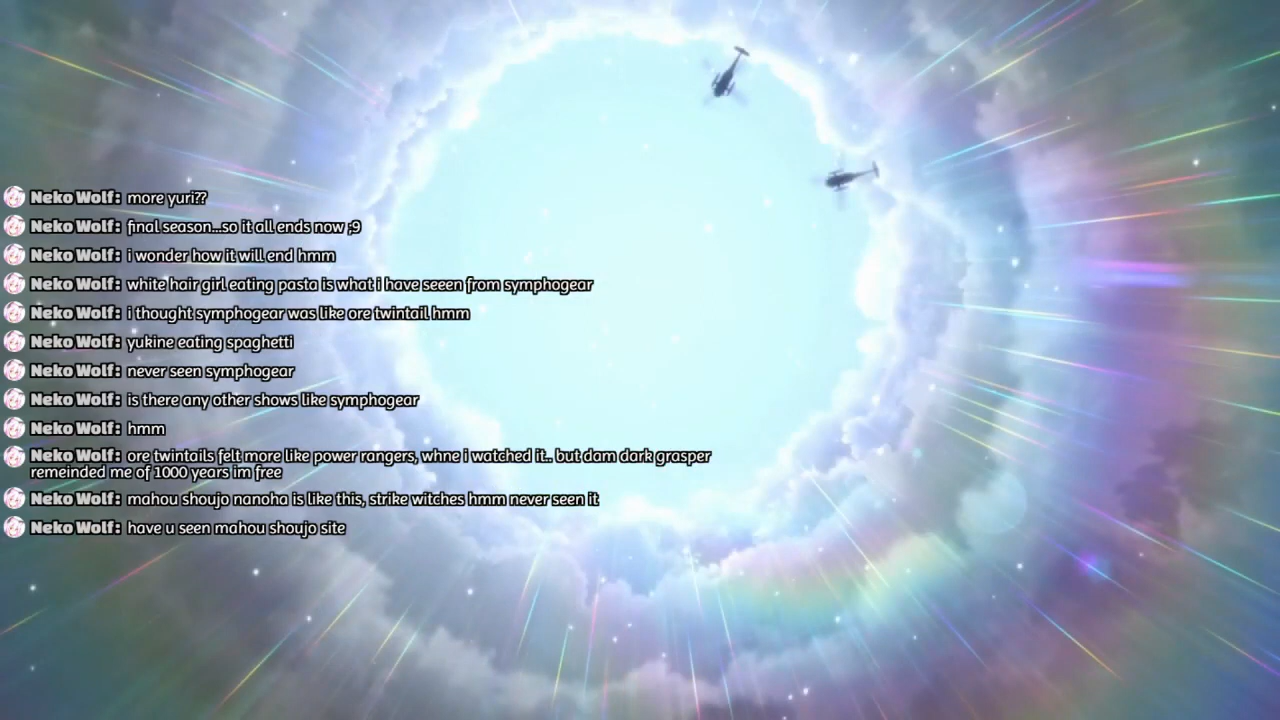 Neko Wolf: more yuri??
Neko Wolf: final season...so it all ends now ;9
Neko Wolf: i wonder how it will end hmm
Neko Wolf: white hair girl eating pasta is what i have seeen from symphogear
Neko Wolf: i thought symphogear was like ore twintail hmm
Neko Wolf: yukine eating spaghetti
Neko Wolf: never seen symphogear
Neko Wolf: is there any other shows like symphogear
Neko Wolf: hmm
Neko Wolf: ore twintails felt more like power rangers, whne i watched it.. but dam dark grasper
remeinded me of 1000 years im free
Neko Wolf: mahou shoujo nanoha is like this, strike witches hmm never seen it
Neko Wolf: have u seen mahou shoujo site